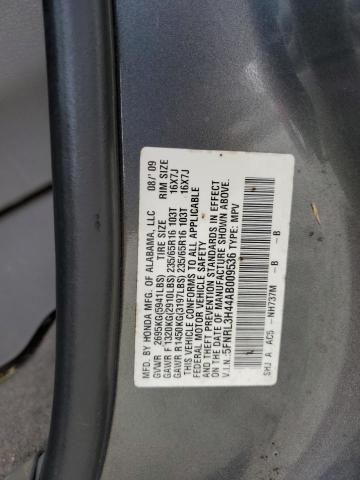 MFD. BY HONDA MFG. OF ALABAMA, LLC 08/'09
GVWR 2695KG(5941LBS) TIRE SIZE RIM SIZE
GAWR F1320KG(2910LBS) 235/65R16 103T 16X7J
GAWR R1450KG(3197LBS) 235/65R16 103T 16X7J
THIS VEHICLE CONFORMS TO ALL APPLICABLE
FEDERAL MOTOR VEHICLE SAFETY
AND THEFT PREVENTION STANDARDS IN EFFECT
ON THE DATE OF MANUFACTURE SHOWN ABOVE.
V.I.N.:5FNRL3H44AB009536 TYPE: MPV
SHJ A AC5 -NH737M -B -B